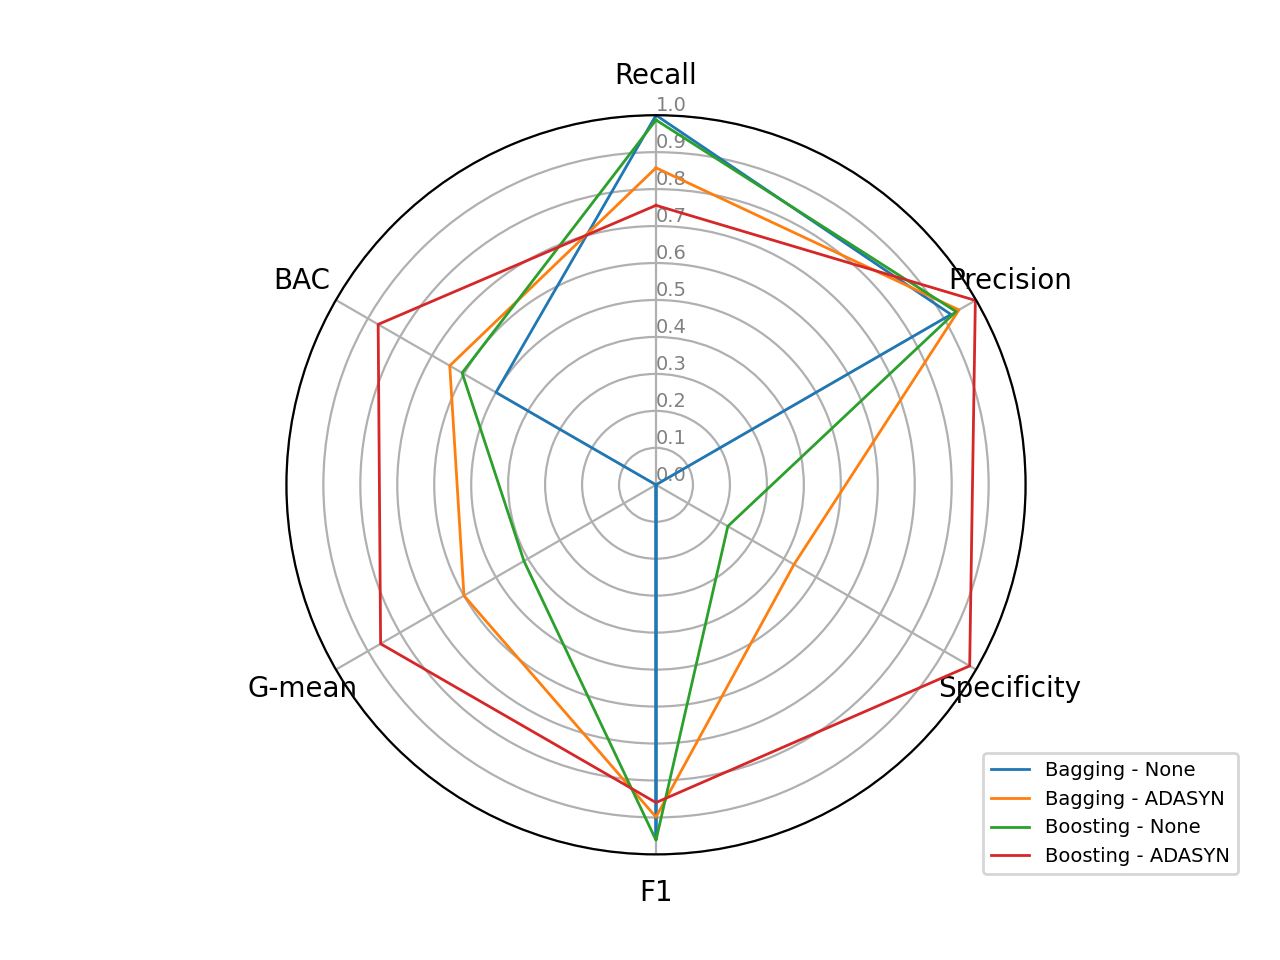 Recall
1.0
0.9
0.8
0.7
0.6
0.5
0.4
0.3
0.2
0.1
0.0
BAC
Precision
G-mean
Specificity
F1
Bagging - None
Bagging - ADASYN
Boosting - None
Boosting - ADASYN